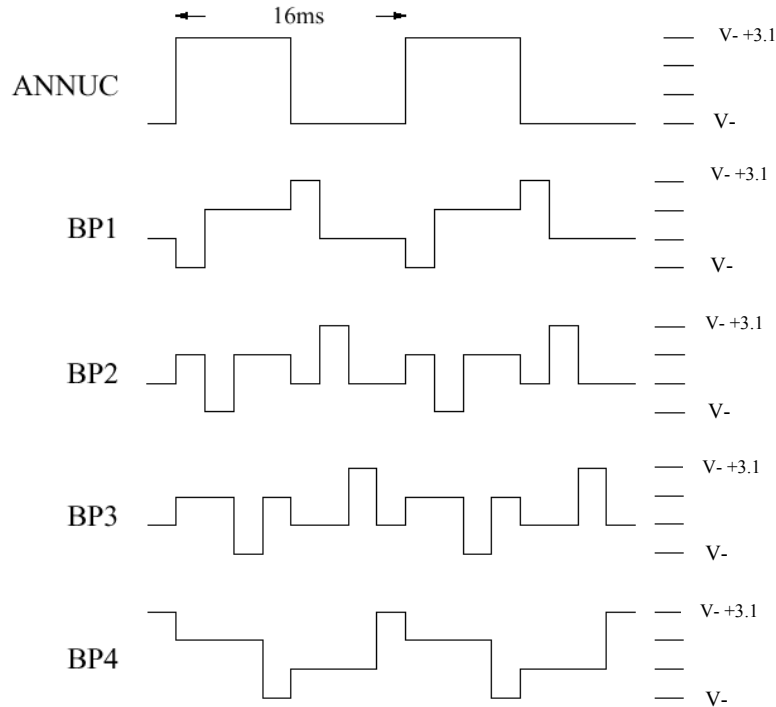 16ms
V- +3.1
ANNUC
V-
V- +3.1
BP1
V-
V- +3.1
BP2
V-
V- +3.1
BP3
V-
V- +3.1
BP4
V-